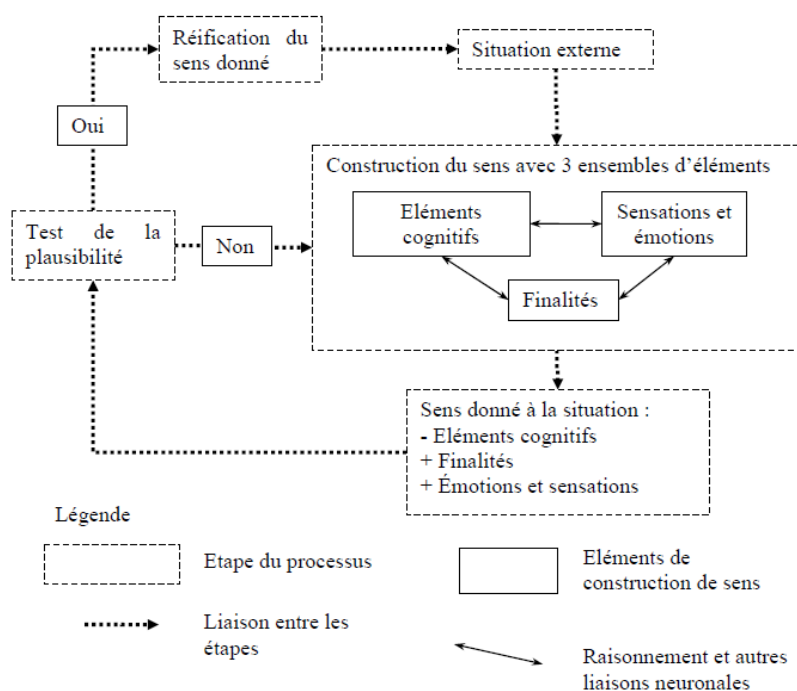 Réification du
sens donné
Situation externe
Oui
Construction du sens avec 3 ensembles d'éléments
Eléments
cognitifs
Sensations et
émotions
Test de la
plausibilité
Non
Finalités
Sens donné à la situation :
- Eléments cognitifs
+ Finalités
+ Émotions et sensations
Légende
Etape du processus
Eléments de
construction de sens
Liaison entre les
étapes
Raisonnement et autres
liaisons neuronales